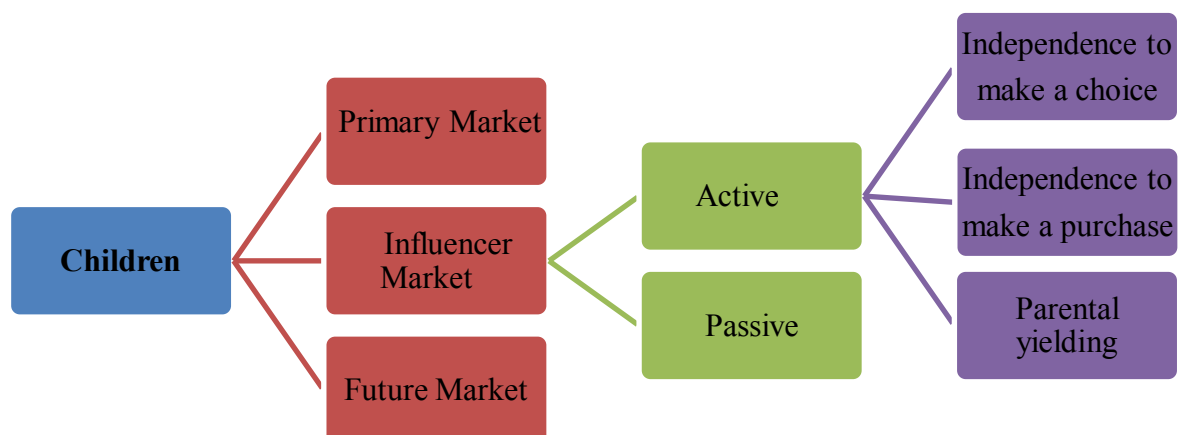 Children
Primary Market
Influencer
Market
Future Market
Active
Passive
Independence to
make a choice
Independence to
make a purchase
Parental
yielding